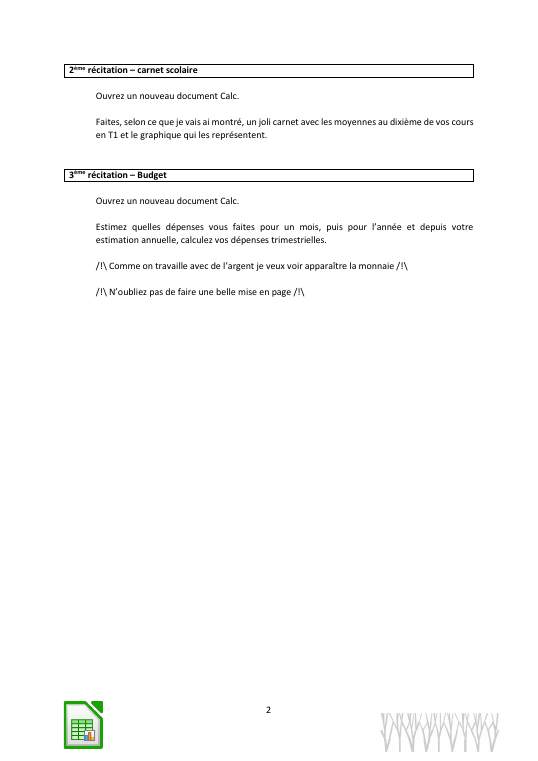 2ème récitation – carnet scolaire
Ouvrez un nouveau document Calc.
Faites, selon ce que je vais ai montré, un joli carnet avec les moyennes au dixième de vos cours
en T1 et le graphique qui les représentent.
3ème récitation – Budget
Ouvrez un nouveau document Calc.
Estimez quelles dépenses vous faites pour un mois, puis pour l'année et depuis votre
estimation annuelle, calculez vos dépenses trimestrielles.
/!\ Comme on travaille avec de l'argent je veux voir apparaître la monnaie /!\
/!\ N'oubliez pas de faire une belle mise en page /!\
2